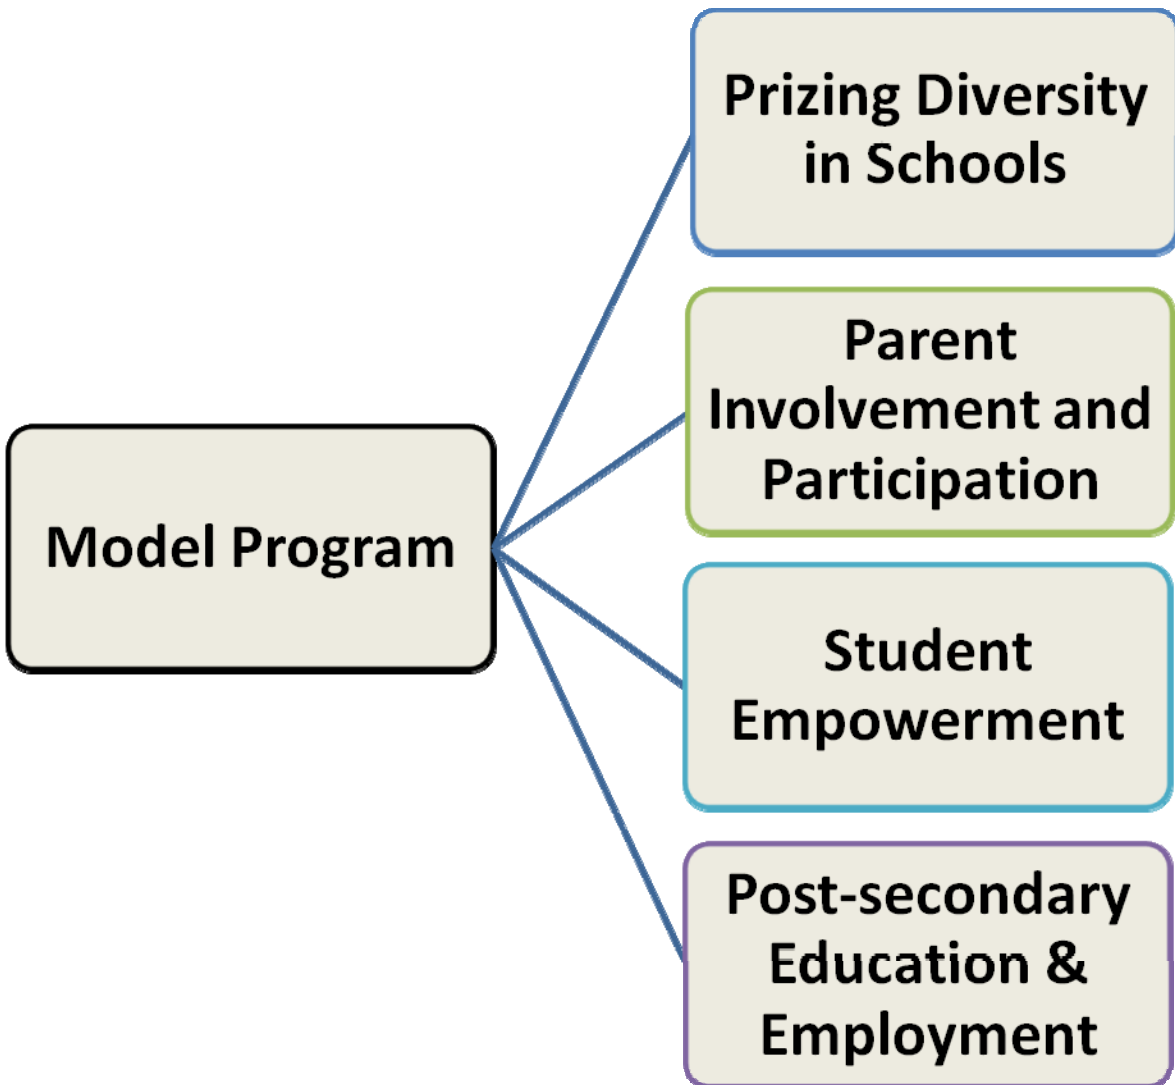 Prizing Diversity
in Schools
Parent
Involvement and
Participation
Model Program
Student
Empowerment
Post-secondary
Education &
Employment